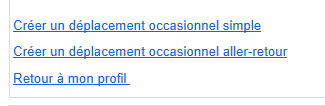 Créer un déplacement occasionnel simple
Créer un déplacement occasionnel aller-retour
Retour à mon profil